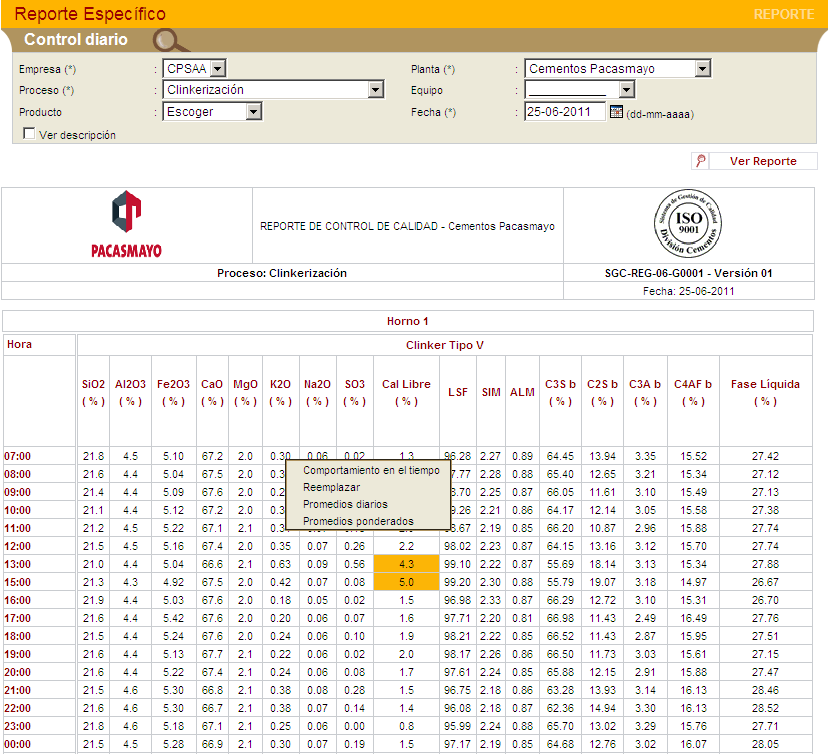 Reporte Específico
REPORTE
Control diario
Empresa (*) : CPSAA Planta (*) : Cementos Pacasmayo
Proceso (*) : Clinkerización Equipo :
Producto : Escoger Fecha (*) : 25-06-2011 (dd-mm-aaaa)
Ver descripción
Ver Reporte
PACASMAYO
REPORTE DE CONTROL DE CALIDAD - Cementos Pacasmayo
Sistema de Gestión de Calidad
ISO
9001
División Cementos
Proceso: Clinkerización
SGC-REG-06-G0001 - Versión 01
Fecha: 25-06-2011
Horno 1
Hora Clinker Tipo V
SiO2 Al2O3 Fe2O3 CaO MgO K2O Na2O SO3 Cal Libre LSF SIM ALM C3S b C2S b C3A b C4AF b Fase Líquida
( % ) ( % ) ( % ) ( % ) ( % ) ( % ) ( % ) ( % ) ( % ) ( % ) ( % ) ( % ) ( % ) ( % )
07:00 21.8 4.5 5.10 67.2 2.0 0.30 0.06 0.02 1.3 96.28 2.27 0.89 64.45 13.94 3.35 15.52 27.42
08:00 21.6 4.4 5.04 67.5 2.0 7.77 2.28 0.88 65.40 12.65 3.21 15.34 27.12
09:00 21.4 4.4 5.09 67.6 2.0 8.70 2.25 0.87 66.05 11.61 3.10 15.49 27.13
10:00 21.1 4.4 5.12 67.2 2.0 9.26 2.21 0.86 64.17 12.14 3.05 15.58 27.38
11:00 21.2 4.5 5.22 67.1 2.1 8.67 2.19 0.85 66.20 10.87 2.96 15.88 27.74
12:00 21.5 4.5 5.16 67.4 2.0 0.35 0.07 0.26 2.2 98.02 2.23 0.87 64.15 13.16 3.12 15.70 27.74
13:00 21.0 4.4 5.04 66.6 2.1 0.63 0.09 0.56 4.3 99.10 2.22 0.87 55.69 18.14 3.13 15.34 27.88
15:00 21.3 4.3 4.92 67.5 2.0 0.42 0.07 0.08 5.0 99.20 2.30 0.88 55.79 19.07 3.18 14.97 26.67
16:00 21.9 4.4 5.03 67.6 2.0 0.18 0.05 0.02 1.5 96.98 2.33 0.87 66.29 12.72 3.10 15.31 26.70
17:00 21.6 4.4 5.42 67.6 2.0 0.20 0.06 0.07 1.6 97.71 2.20 0.81 66.98 11.43 2.49 16.49 27.76
18:00 21.5 4.4 5.24 67.6 2.0 0.24 0.06 0.10 1.9 98.21 2.22 0.85 66.52 11.43 2.87 15.95 27.51
19:00 21.6 4.4 5.13 67.7 2.1 0.22 0.06 0.02 2.0 98.17 2.26 0.86 66.50 11.73 3.03 15.61 27.15
20:00 21.6 4.4 5.22 67.4 2.1 0.24 0.06 0.08 1.7 97.61 2.24 0.85 65.88 12.15 2.91 15.88 27.47
21:00 21.5 4.6 5.30 66.8 2.1 0.38 0.08 0.28 1.5 96.75 2.18 0.86 63.28 13.93 3.14 16.13 28.46
22:00 21.6 4.6 5.30 66.7 2.1 0.38 0.07 0.14 1.4 96.08 2.18 0.87 62.36 14.94 3.30 16.13 28.52
23:00 21.8 4.6 5.18 67.1 2.1 0.25 0.06 0.00 0.8 95.99 2.24 0.88 65.70 13.02 3.29 15.76 27.71
00:00 21.5 4.5 5.28 66.9 2.1 0.30 0.07 0.19 1.5 97.17 2.19 0.85 64.68 12.76 3.02 16.07 28.05
Comportamiento en el tiempo
Reemplazar
Promedios diarios
Promedios ponderados